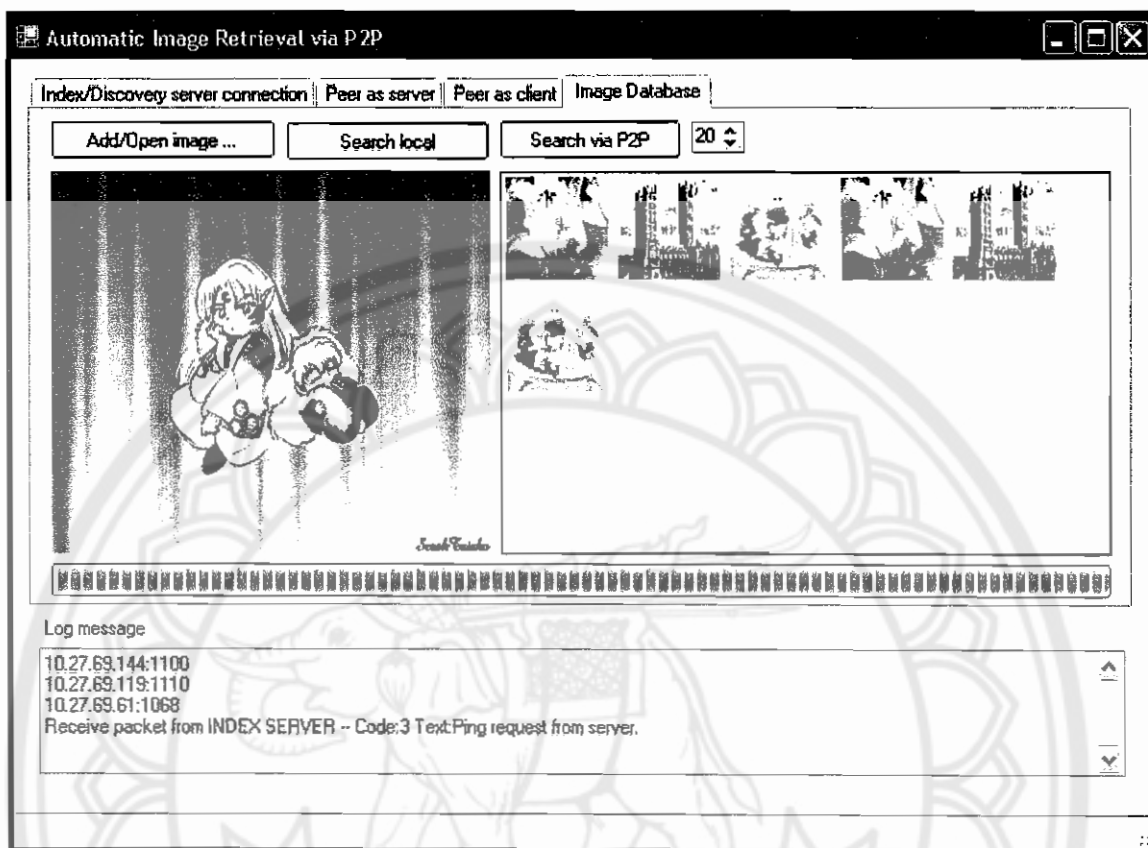 Automatic Image Retrieval via P2P
Index/Discovery server connection Peer as server Peer as client Image Database
Add/Open image ... Search local Search via P2P 20
Log message
10.27.69.144:1100
10.27.69.119:1110
10.27.69.61:1068
Receive packet from INDEX SERVER -- Code:3 Text:Ping request from server.